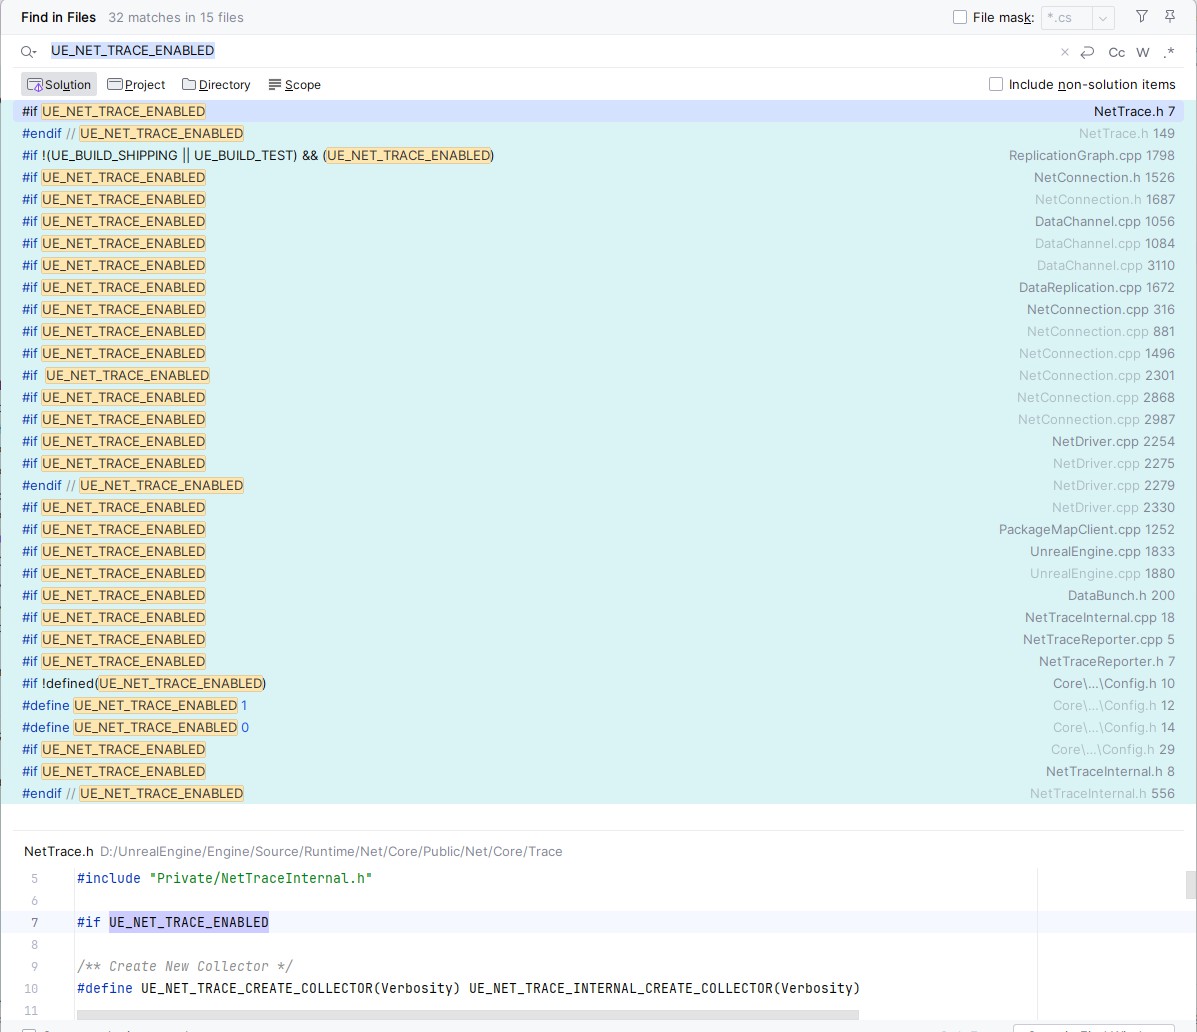 Find in Files 32 matches in 15 files File mask: *.cs
UE_NET_TRACE_ENABLED × Cc W .*
Solution Project Directory Scope Include non-solution items
#if UE_NET_TRACE_ENABLED NetTrace.h 7
#endif // UE_NET_TRACE_ENABLED NetTrace.h 149
#if !(UE_BUILD_SHIPPING || UE_BUILD_TEST) && (UE_NET_TRACE_ENABLED) ReplicationGraph.cpp 1798
#if UE_NET_TRACE_ENABLED NetConnection.h 1526
#if UE_NET_TRACE_ENABLED NetConnection.h 1687
#if UE_NET_TRACE_ENABLED DataChannel.cpp 1056
#if UE_NET_TRACE_ENABLED DataChannel.cpp 1084
#if UE_NET_TRACE_ENABLED DataChannel.cpp 3110
#if UE_NET_TRACE_ENABLED DataReplication.cpp 1672
#if UE_NET_TRACE_ENABLED NetConnection.cpp 316
#if UE_NET_TRACE_ENABLED NetConnection.cpp 881
#if UE_NET_TRACE_ENABLED NetConnection.cpp 1496
#if UE_NET_TRACE_ENABLED NetConnection.cpp 2301
#if UE_NET_TRACE_ENABLED NetConnection.cpp 2868
#if UE_NET_TRACE_ENABLED NetConnection.cpp 2987
#if UE_NET_TRACE_ENABLED NetDriver.cpp 2254
#if UE_NET_TRACE_ENABLED NetDriver.cpp 2275
#endif // UE_NET_TRACE_ENABLED NetDriver.cpp 2279
#if UE_NET_TRACE_ENABLED NetDriver.cpp 2330
#if UE_NET_TRACE_ENABLED PackageMapClient.cpp 1252
#if UE_NET_TRACE_ENABLED UnrealEngine.cpp 1833
#if UE_NET_TRACE_ENABLED UnrealEngine.cpp 1880
#if UE_NET_TRACE_ENABLED DataBunch.h 200
#if UE_NET_TRACE_ENABLED NetTraceInternal.cpp 18
#if UE_NET_TRACE_ENABLED NetTraceReporter.cpp 5
#if UE_NET_TRACE_ENABLED NetTraceReporter.h 7
#if !defined(UE_NET_TRACE_ENABLED) Core\...\Config.h 10
#define UE_NET_TRACE_ENABLED 1 Core\...\Config.h 12
#define UE_NET_TRACE_ENABLED 0 Core\...\Config.h 14
#if UE_NET_TRACE_ENABLED Core\...\Config.h 29
#if UE_NET_TRACE_ENABLED NetTraceInternal.h 8
#endif // UE_NET_TRACE_ENABLED NetTraceInternal.h 556
NetTrace.h D:/UnrealEngine/Engine/Source/Runtime/Net/Core/Public/Net/Core/Trace
5 #include "Private/NetTraceInternal.h"
6
7 #if UE_NET_TRACE_ENABLED
8
9 /** Create New Collector */
10 #define UE_NET_TRACE_CREATE_COLLECTOR(Verbosity) UE_NET_TRACE_INTERNAL_CREATE_COLLECTOR(Verbosity)
11